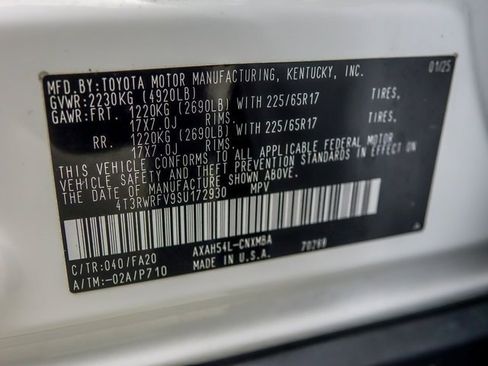 MFD.BY:TOYOTA MOTOR MANUFACTURING, KENTUCKY, INC. 01/25
GVWR:2230KG (4920LB)
GAWR:FRT. 1220KG (2690LB) WITH 225/65R17 TIRES,
17X7.0J RIMS.
RR. 1220KG (2690LB) WITH 225/65R17 TIRES,
17X7.0J RIMS.
THIS VEHICLE CONFORMS TO ALL APPLICABLE FEDERAL MOTOR
VEHICLE SAFETY AND THEFT PREVENTION STANDARDS IN EFFECT ON
THE DATE OF MANUFACTURE SHOWN ABOVE.
4T3RWRFV9SU172930 MPV
C/TR:040/FA20 AXAH54L-CNXMBA 70288
A/TM:-02A/P710 MADE IN U.S.A.